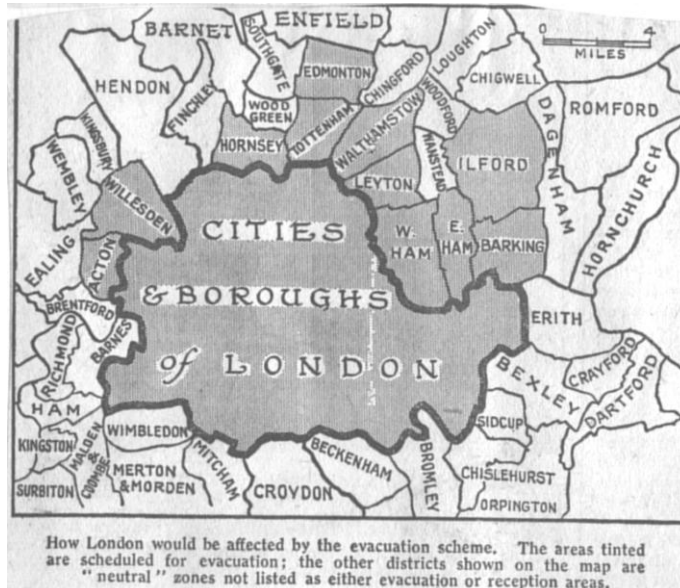 BARNET
ENFIELD
SOUTHGATE
EDMONTON
CHINGFORD
LOUGHTON
CHIGWELL
0 4
MILES
HENDON
FINCHLEY
WOOD
GREEN
WOODFORD
ROMFORD
KINGSBURY
HORNSEY
TOTTENHAM
WALTHAMSTOW
WANSTEAD
ILFORD
DAGENHAM
WEMBLEY
WILLESDEN
LEYTON
HORNCHURCH
EALING
ACTON
CITIES
& BOROUGHS
of LONDON
W.
HAM
E.
HAM
BARKING
BRENTFORD
BARNES
ERITH
RICHMOND
BEXLEY
CRAYFORD
DARTFORD
HAM
KINGSTON
MALDEN
& COOMBE
SURBITON
WIMBLEDON
MERTON
& MORDEN
MITCHAM
CROYDON
BECKENHAM
BROMLEY
SIDCUP
CHISLEHURST
ORPINGTON
How London would be affected by the evacuation scheme. The areas tinted
are scheduled for evacuation; the other districts shown on the map are
"neutral" zones not listed as either evacuation or reception areas.